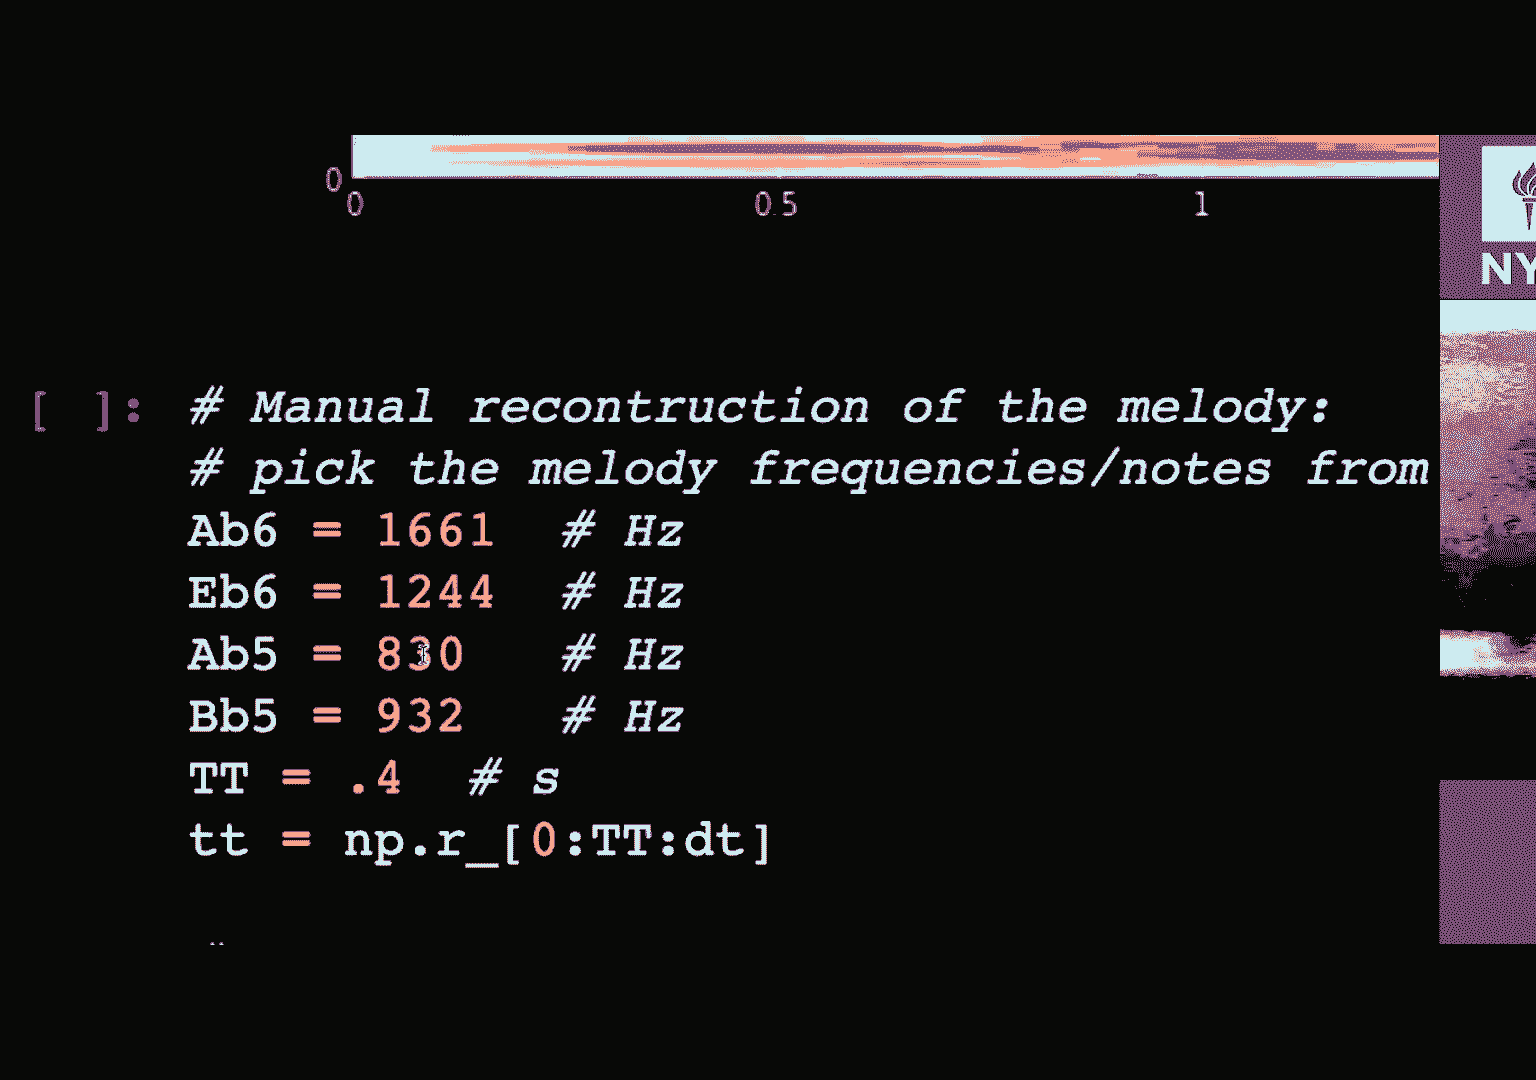 0
0 0.5 1
NY
[ ]: # Manual recontruction of the melody:
# pick the melody frequencies/notes from
Ab6 = 1661 # Hz
Eb6 = 1244 # Hz
Ab5 = 830 # Hz
Bb5 = 932 # Hz
TT = .4 # s
tt = np.r_[0:TT:dt]